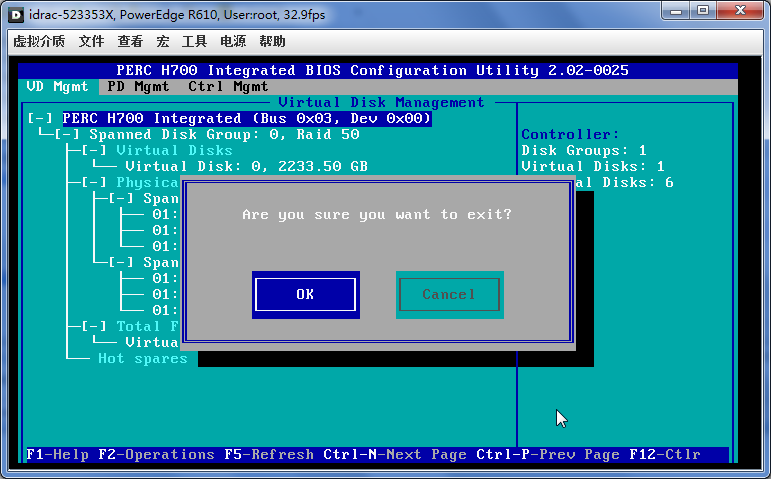 idrac-523353X, PowerEdge R610, User:root, 32.9fps
虚拟介质 文件 查看 宏 工具 电源 帮助
PERC H700 Integrated BIOS Configuration Utility 2.02-0025
VD Mgmt PD Mgmt Ctrl Mgmt
Virtual Disk Management
[-] PERC H700 Integrated (Bus 0x03, Dev 0x00)
[-] Spanned Disk Group: 0, Raid 50
Controller:
[-] Virtual Disks
Disk Groups: 1
Virtual Disk: 0, 2233.50 GB
Virtual Disks: 1
[-] Physica
al Disks: 6
[-] Span
Are you sure you want to exit?
01:
01:
01:
[-] Span
01:
OK Cancel
01:
01:
[-] Total F
Virtua
Hot spares
F1-Help F2-Operations F5-Refresh Ctrl-N-Next Page Ctrl-P-Prev Page F12-Ctlr